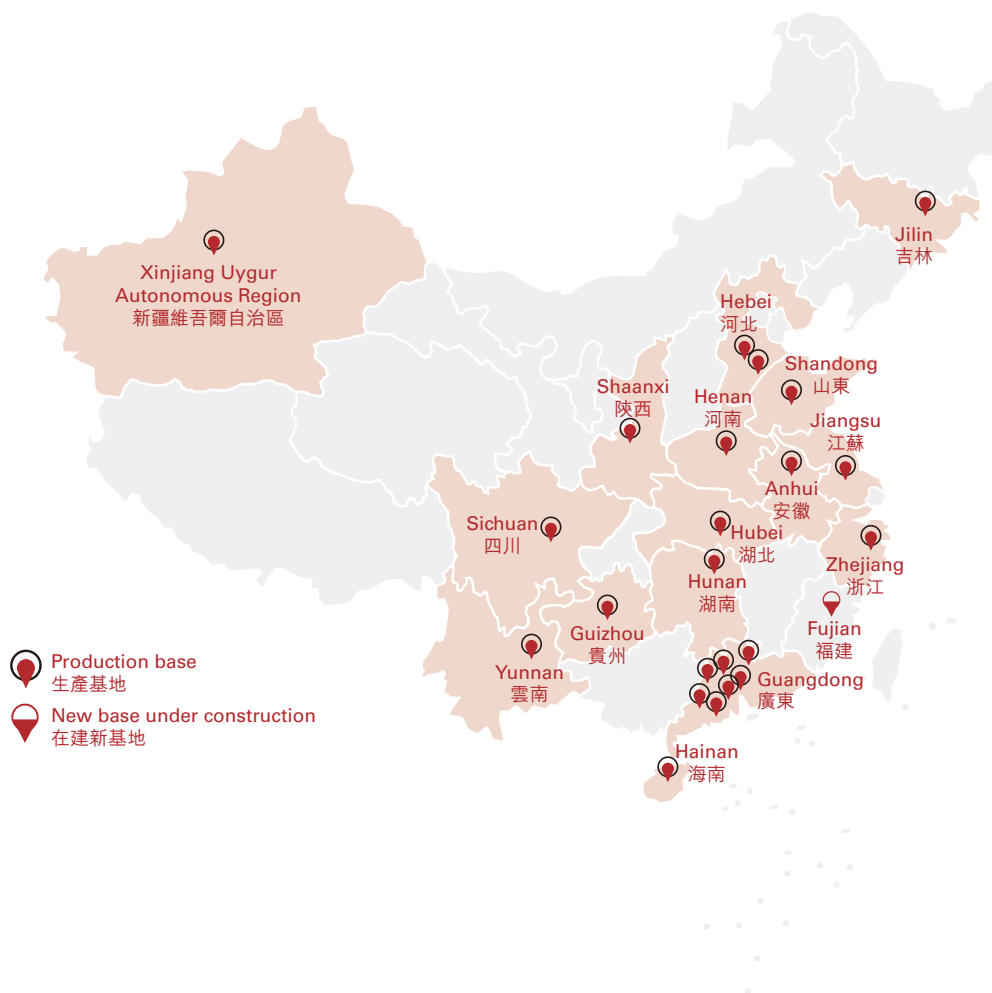 Jilin
吉林
Xinjiang Uygur
Autonomous Region
新疆維吾爾自治區
Hebei
河北
Shandong
山東
Shaanxi
陝西
Henan
河南
Jiangsu
江蘇
Anhui
安徽
Sichuan
四川
Hubei
湖北
Zhejiang
浙江
Hunan
湖南
Guizhou
貴州
Fujian
福建
Yunnan
雲南
Guangdong
廣東
Hainan
海南
Production base
生產基地
New base under construction
在建新基地